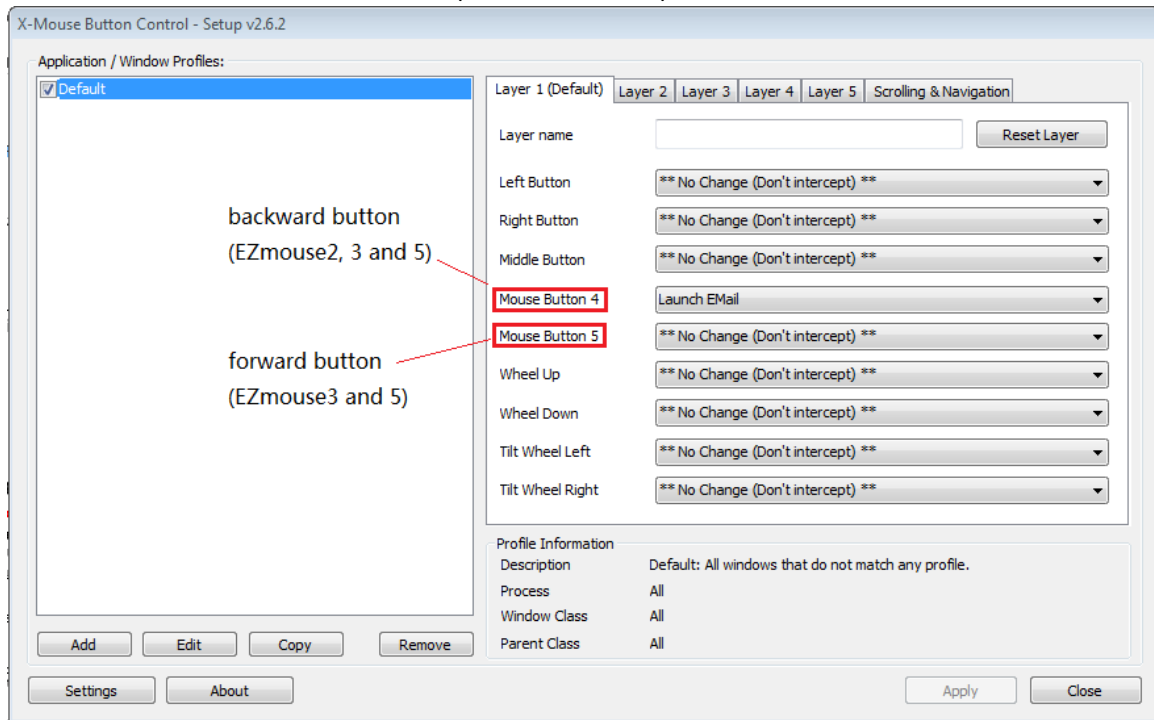 X-Mouse Button Control - Setup v2.6.2
Application / Window Profiles:
Default
backward button
(EZmouse2, 3 and 5)
forward button
(EZmouse3 and 5)
Add Edit Copy Remove
Layer 1 (Default) Layer 2 Layer 3 Layer 4 Layer 5 Scrolling & Navigation
Layer name Reset Layer
Left Button ** No Change (Don't intercept) **
Right Button ** No Change (Don't intercept) **
Middle Button ** No Change (Don't intercept) **
Mouse Button 4 Launch EMail
Mouse Button 5 ** No Change (Don't intercept) **
Wheel Up ** No Change (Don't intercept) **
Wheel Down ** No Change (Don't intercept) **
Tilt Wheel Left ** No Change (Don't intercept) **
Tilt Wheel Right ** No Change (Don't intercept) **
Profile Information
Description Default: All windows that do not match any profile.
Process All
Window Class All
Parent Class All
Settings About Apply Close